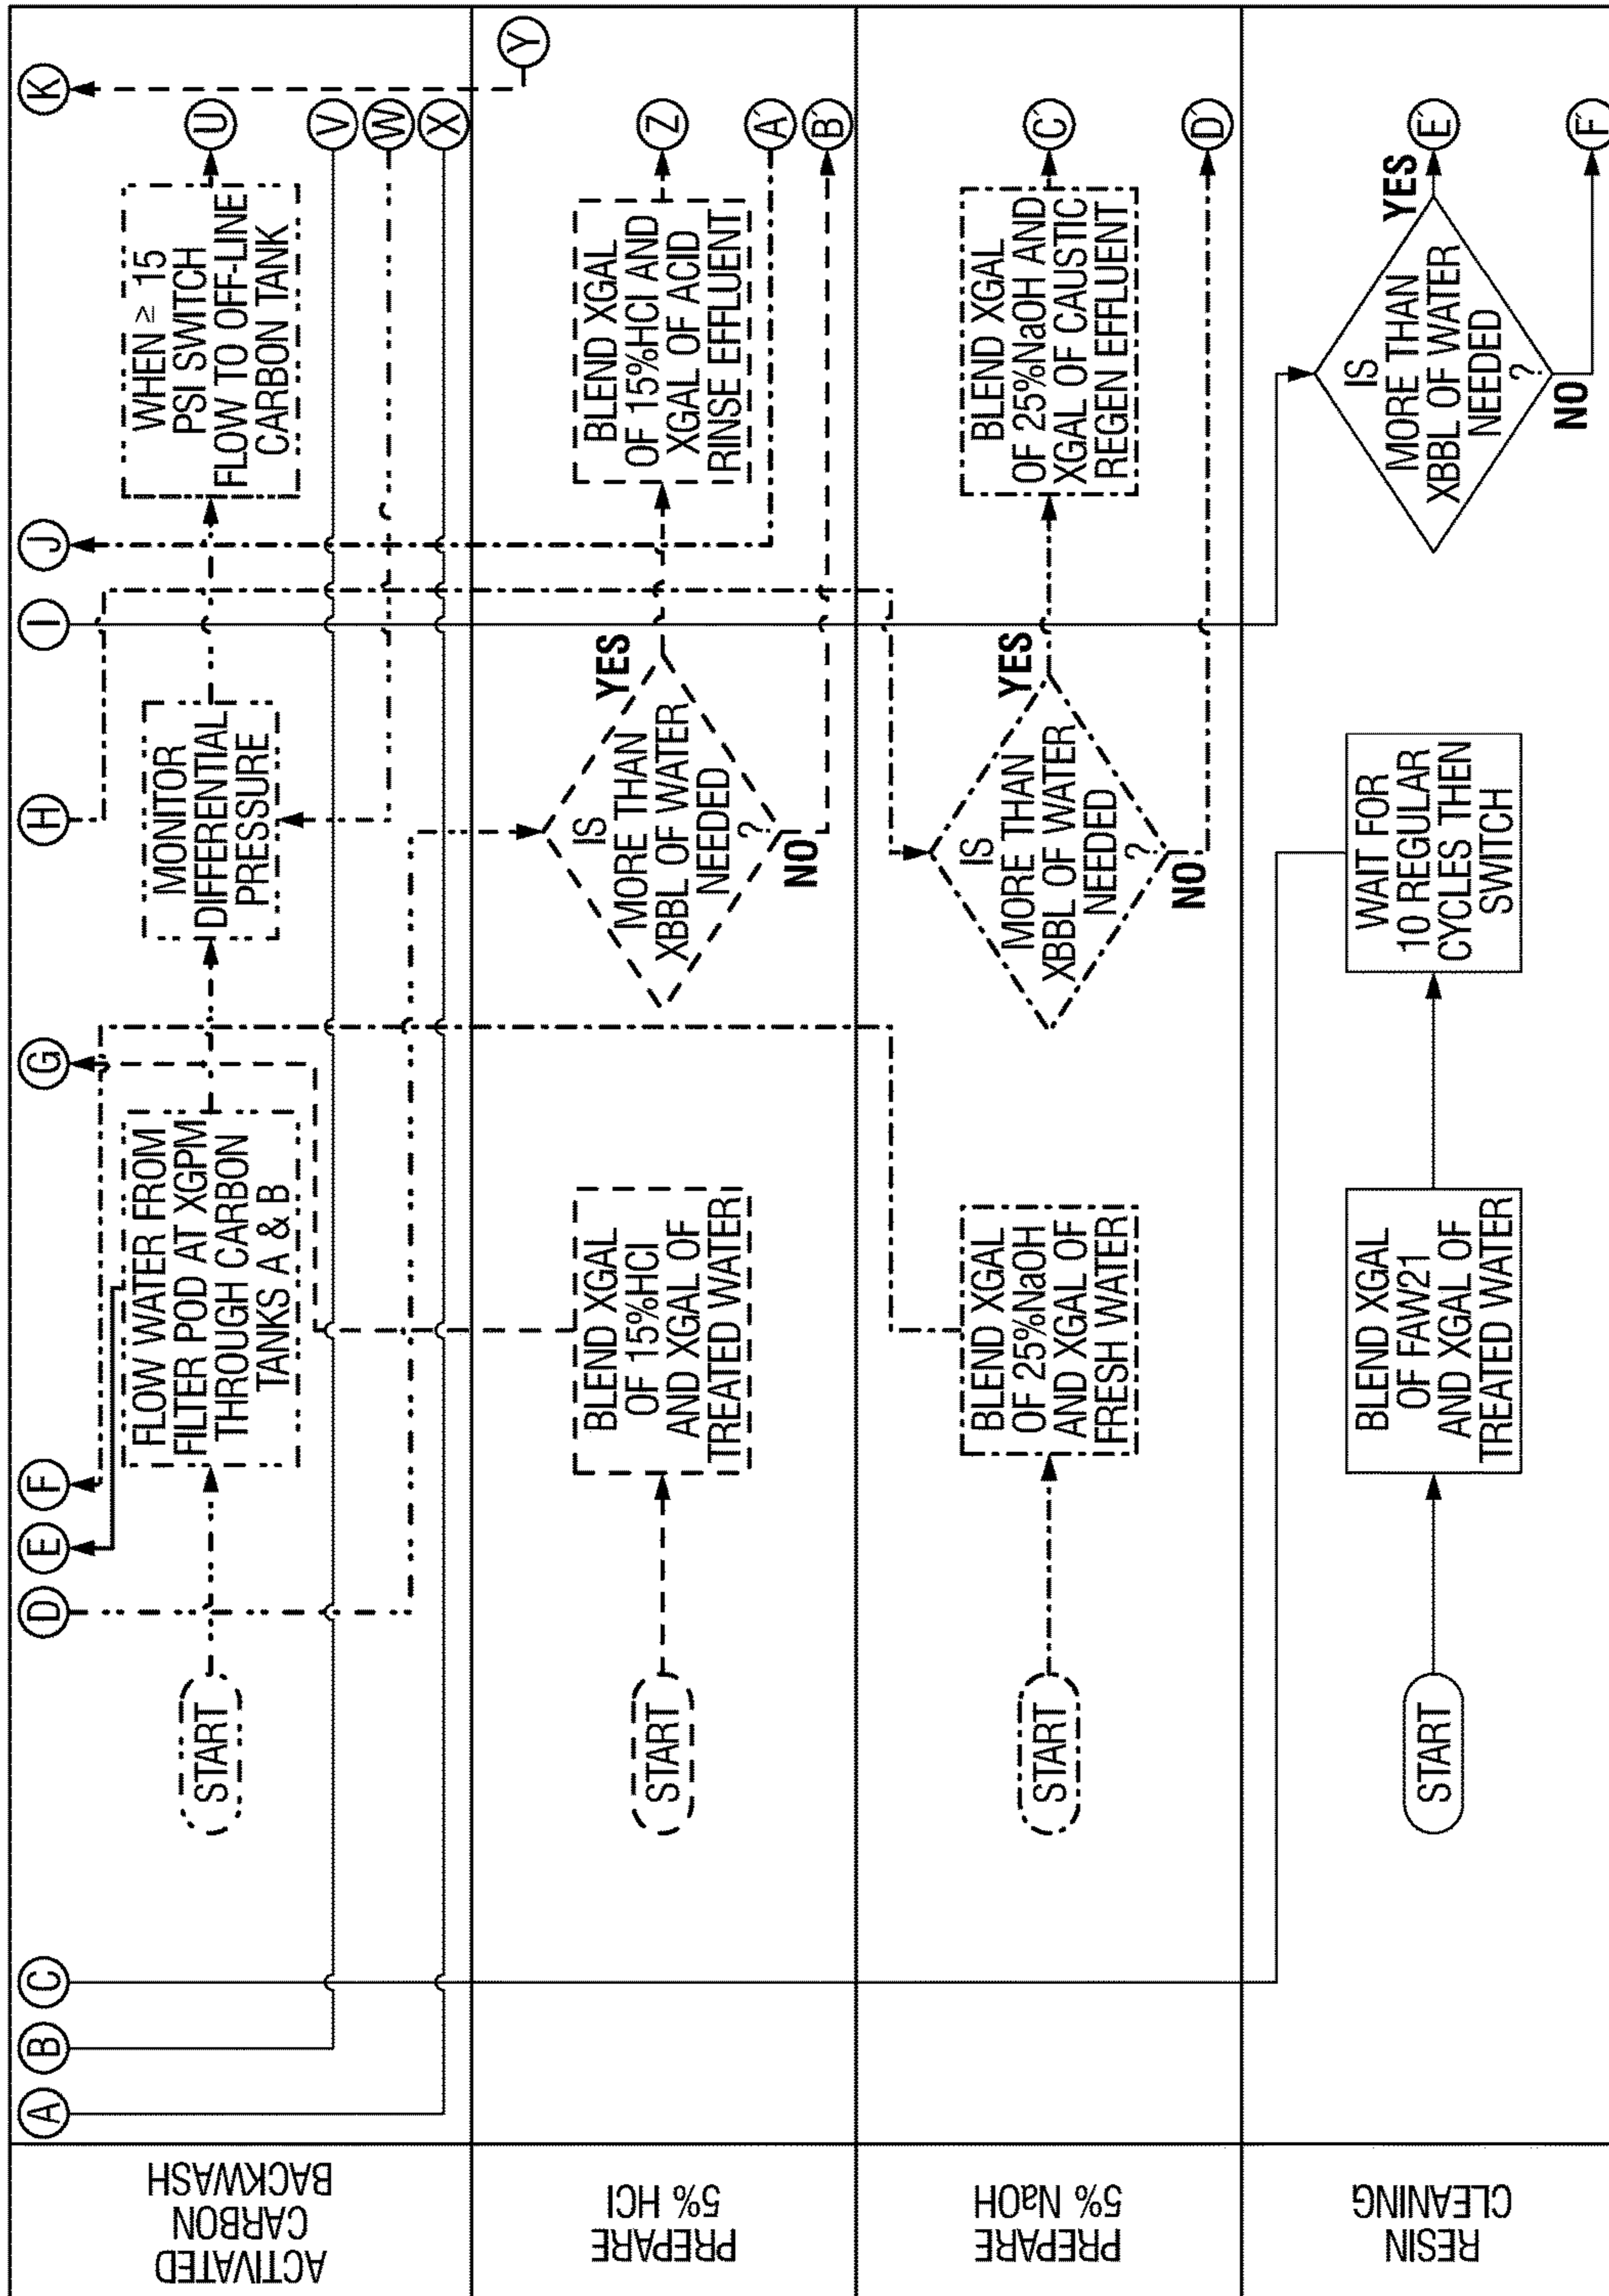 A
B
C
D
E
F
G
H
I
J
K
ACTIVATED
CARBON
BACKWASH
START
FLOW WATER FROM
FILTER POD AT XGPM
THROUGH CARBON
TANKS A & B
MONITOR
DIFFERENTIAL
PRESSURE
WHEN ≥ 15
PSI SWITCH
FLOW TO OFF-LINE
CARBON TANK
U
V
W
X
Y
PREPARE
5% HCl
START
BLEND XGAL
OF 15%HCl
AND XGAL OF
TREATED WATER
IS
MORE THAN
XBBL OF WATER
NEEDED
?
YES
NO
BLEND XGAL
OF 15%HCl AND
XGAL OF ACID
RINSE EFFLUENT
Z
A´
B´
PREPARE
5% NaOH
START
BLEND XGAL
OF 25%NaOH
AND XGAL OF
FRESH WATER
IS
MORE THAN
XBBL OF WATER
NEEDED
?
YES
NO
BLEND XGAL
OF 25%NaOH AND
XGAL OF CAUSTIC
REGEN EFFLUENT
C´
D´
RESIN
CLEANING
START
BLEND XGAL
OF FAW21
AND XGAL OF
TREATED WATER
WAIT FOR
10 REGULAR
CYCLES THEN
SWITCH
IS
MORE THAN
XBBL OF WATER
NEEDED
?
YES
NO
E´
F´